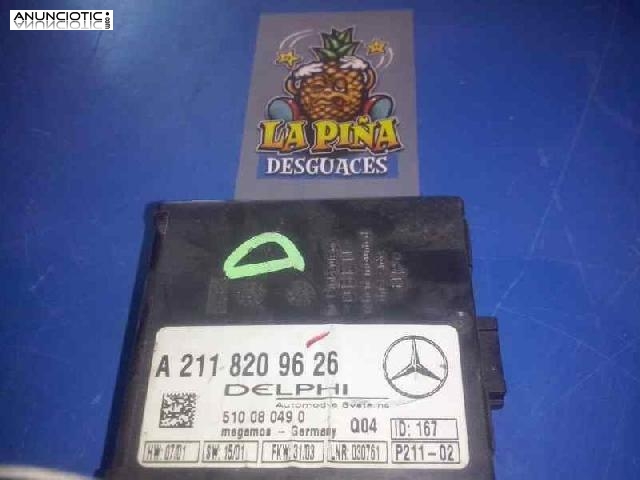 ANUNCIOTIC.com
LA PIÑA
DESGUACES
A 211 820 96 26
DELPHI
Automotive Systems
510 08 049 0 Q04 ID: 167
megamos - Germany
HW: 07/01 SW: 15/01 FKW: 31/03 LNR: 030761 P211-02